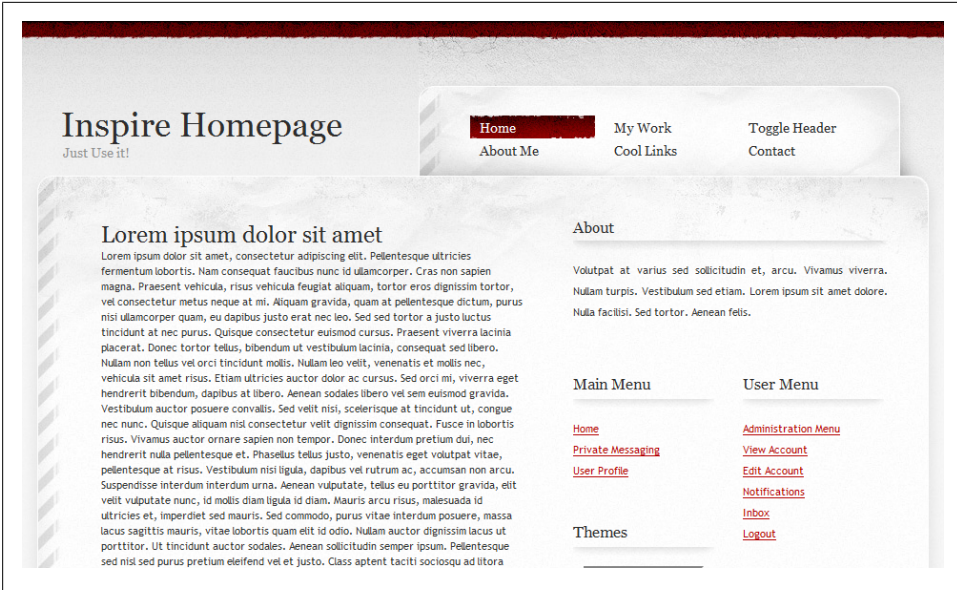 Inspire Homepage
Just Use it!
Home
My Work
Toggle Header
About Me
Cool Links
Contact
Lorem ipsum dolor sit amet
Lorem ipsum dolor sit amet, consectetur adipiscing elit. Pellentesque ultricies
fermentum lobortis. Nam consequat faucibus nunc id ullamcorper. Cras non sapien
magna. Praesent vehicula, risus vehicula feugiat aliquam, tortor eros dignissim tortor,
vel consectetur metus neque at mi. Aliquam gravida, quam at pellentesque dictum, purus
nisi ullamcorper quam, eu dapibus justo erat nec leo. Sed sed tortor a justo luctus
tincidunt at nec purus. Quisque consectetur euismod cursus. Praesent viverra lacinia
placerat. Donec tortor tellus, bibendum ut vestibulum lacinia, consequat sed libero.
Nullam non tellus vel orci tincidunt mollis. Nullam leo velit, venenatis et mollis nec,
vehicula sit amet risus. Etiam ultricies auctor dolor ac cursus. Sed orci mi, viverra eget
hendrerit bibendum, dapibus at libero. Aenean sodales libero vel sem euismod gravida.
Vestibulum auctor posuere convallis. Sed velit nisi, scelerisque at tincidunt ut, congue
nec nunc. Quisque aliquam nisl consectetur velit dignissim consequat. Fusce in lobortis
risus. Vivamus auctor ornare sapien non tempor. Donec interdum pretium dui, nec
hendrerit nulla pellentesque et. Phasellus tellus justo, venenatis eget volutpat vitae,
pellentesque at risus. Vestibulum nisi ligula, dapibus vel rutrum ac, accumsan non arcu.
Suspendisse interdum interdum urna. Aenean vulputate, tellus eu porttitor gravida, elit
velit vulputate nunc, id mollis diam ligula id diam. Mauris arcu risus, malesuada id
ultricies et, imperdiet sed mauris. Sed commodo, purus vitae interdum posuere, massa
lacus sagittis mauris, vitae lobortis quam elit id odio. Nullam auctor dignissim lacus ut
porttitor. Ut tincidunt auctor sodales. Aenean sollicitudin semper ipsum. Pellentesque
sed nisl sed purus pretium eleifend vel et justo. Class aptent taciti sociosqu ad litora
About
Volutpat at varius sed sollicitudin et, arcu. Vivamus viverra.
Nullam turpis. Vestibulum sed etiam. Lorem ipsum sit amet dolore.
Nulla facilisi. Sed tortor. Aenean felis.
Main Menu
Home
Private Messaging
User Profile
User Menu
Administration Menu
View Account
Edit Account
Notifications
Inbox
Logout
Themes